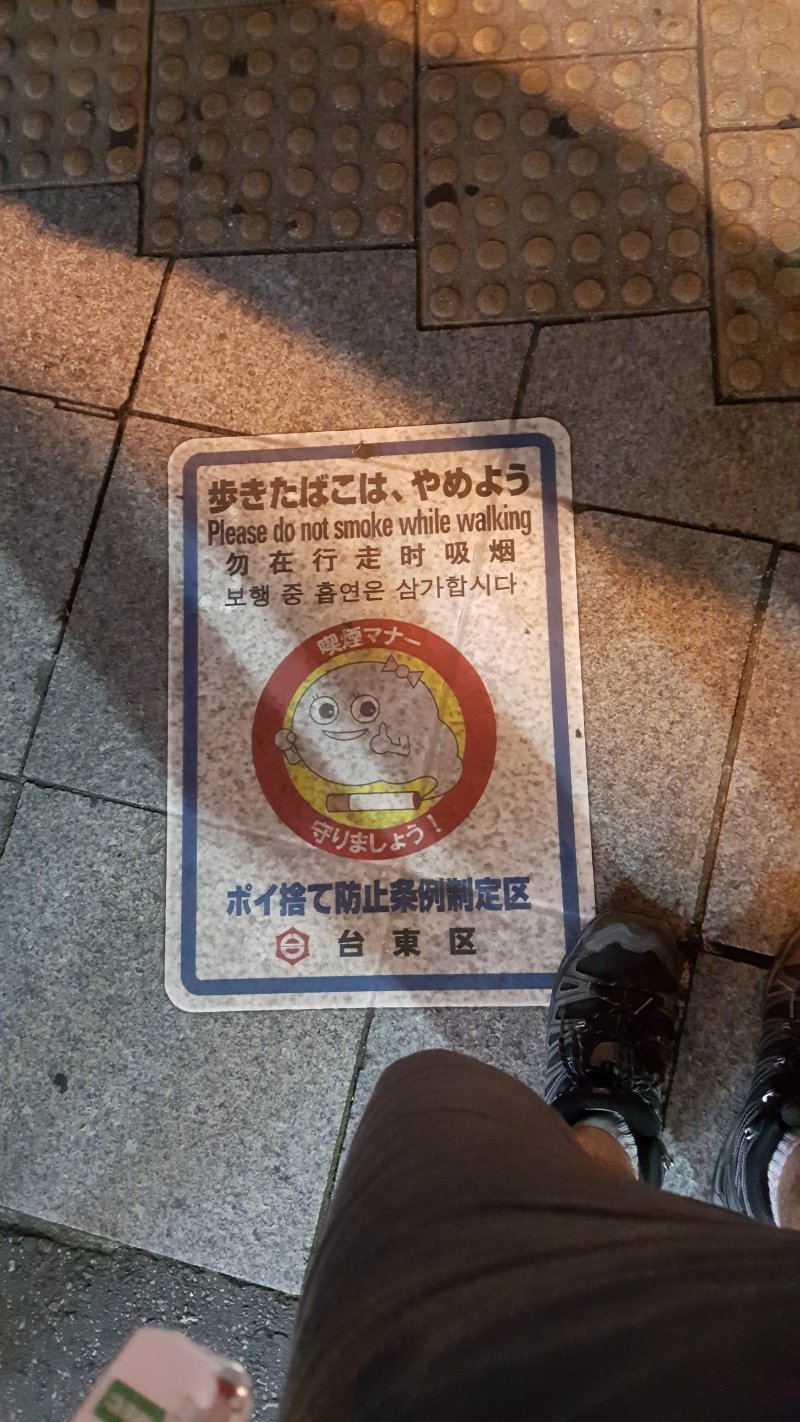 歩きたばこは、やめよう
Please do not smoke while walking
勿在行走时吸烟
보행 중 흡연은 삼가합시다
喫煙マナー
守りましょう!
ポイ捨て防止条例制定区
台東区